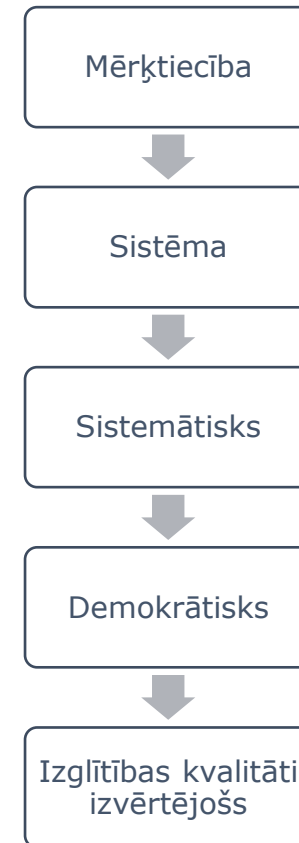 Mērķtiecība
Sistēma
Sistemātisks
Demokrātisks
Izglītības kvalitāti
izvērtējošs